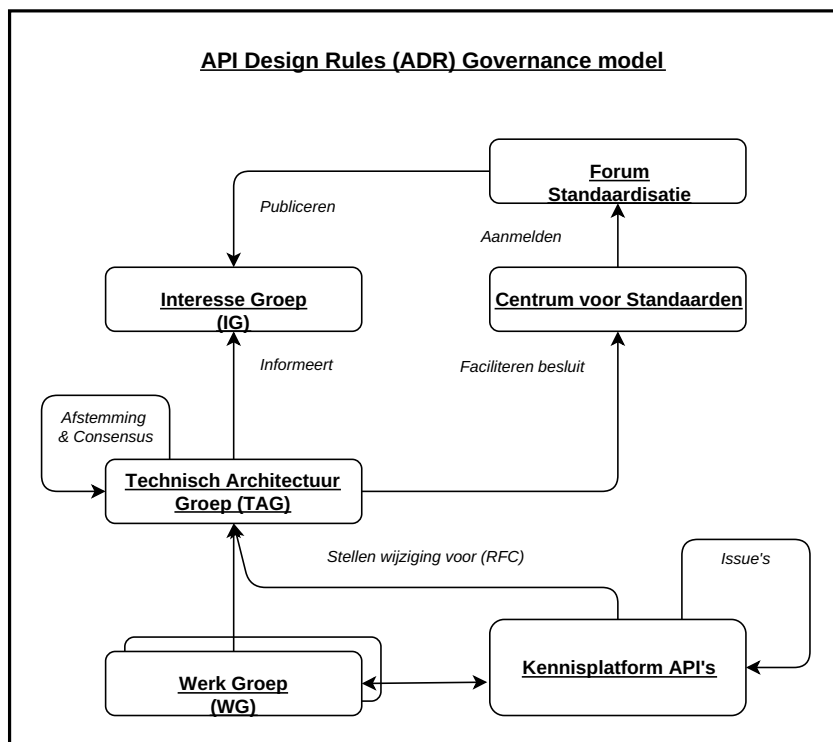 API Design Rules (ADR) Governance model
Forum
Standaardisatie
Publiceren
Aanmelden
Interesse Groep
(IG)
Centrum voor Standaarden
Informeert
Faciliteren besluit
Afstemming
& Consensus
Technisch Architectuur
Groep (TAG)
Stellen wijziging voor (RFC)
Issue's
Kennisplatform API's
Werk Groep
(WG)